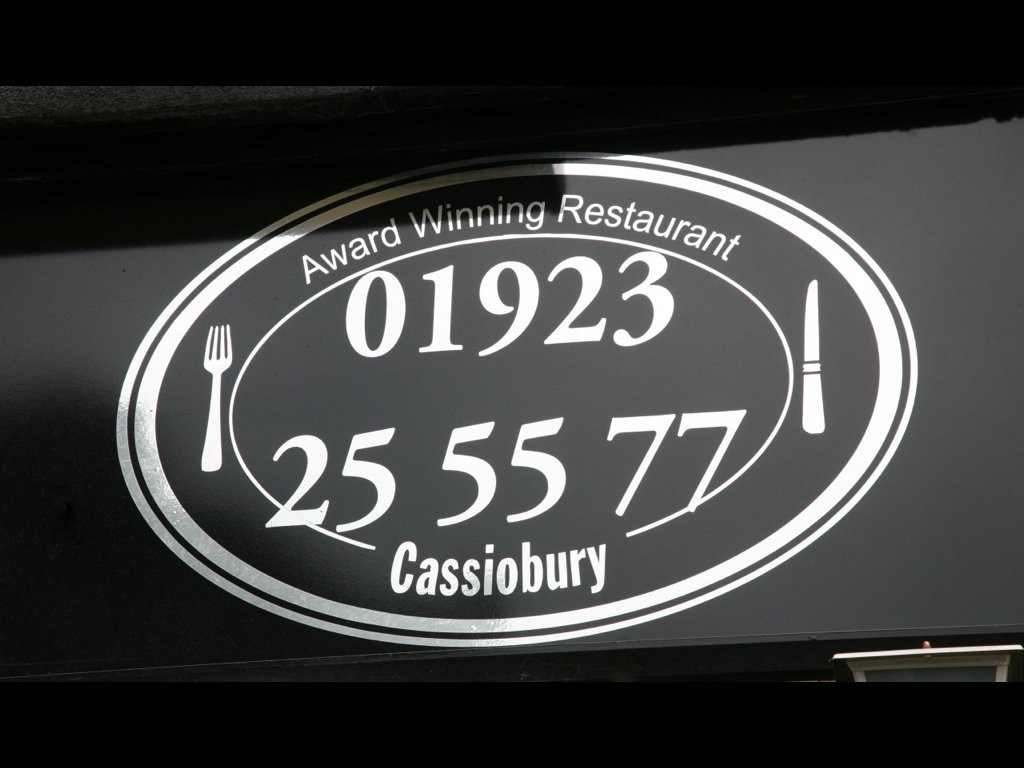 Award Winning Restaurant
01923
25 55 77
Cassiobury